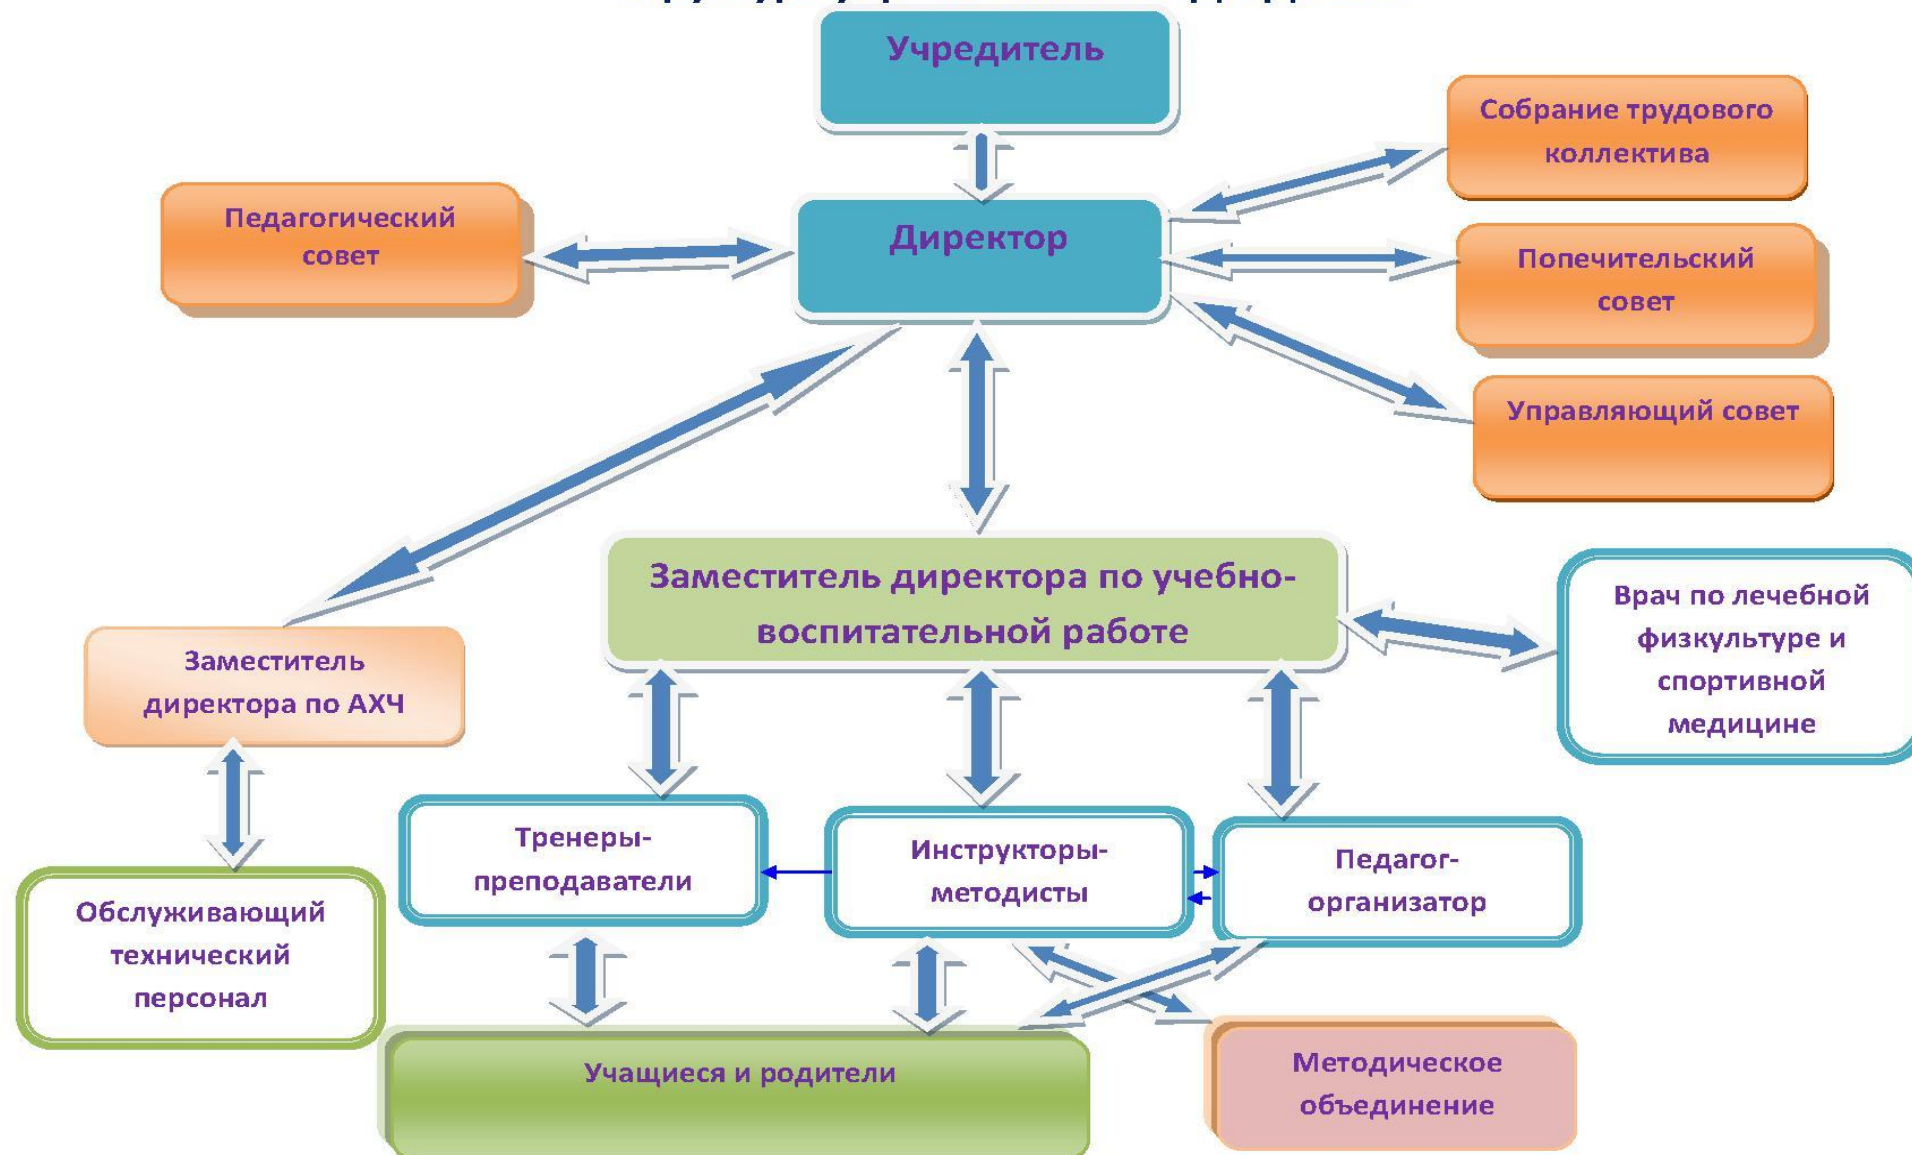 Учредитель
Собрание трудового
коллектива
Педагогический
совет
Директор
Попечительский
совет
Управляющий совет
Заместитель директора по учебно-
воспитательной работе
Врач по лечебной
физкультуре и
спортивной
медицине
Заместитель
директора по АХЧ
Тренеры-
преподаватели
Инструкторы-
методисты
Педагог-
организатор
Обслуживающий
технический
персонал
Учащиеся и родители
Методическое
объединение